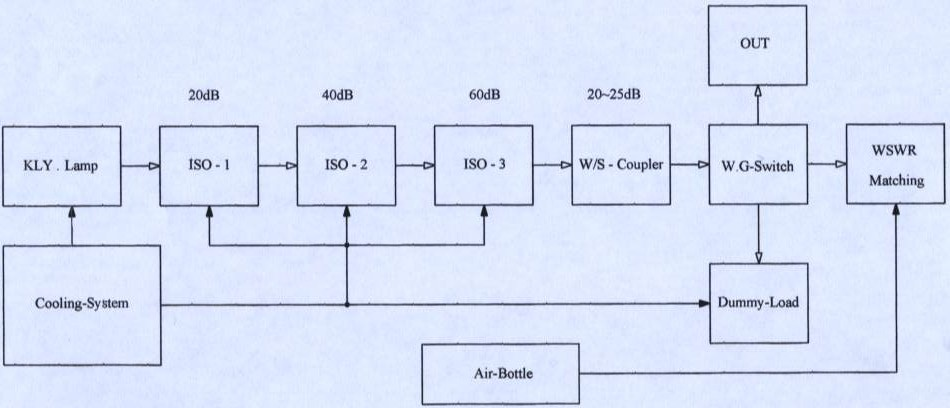 OUT
20dB
40dB
60dB
20~25dB
KLY . Lamp
ISO - 1
ISO - 2
ISO - 3
W/S - Coupler
W.G-Switch
WSWR
Matching
Cooling-System
Dummy-Load
Air-Bottle